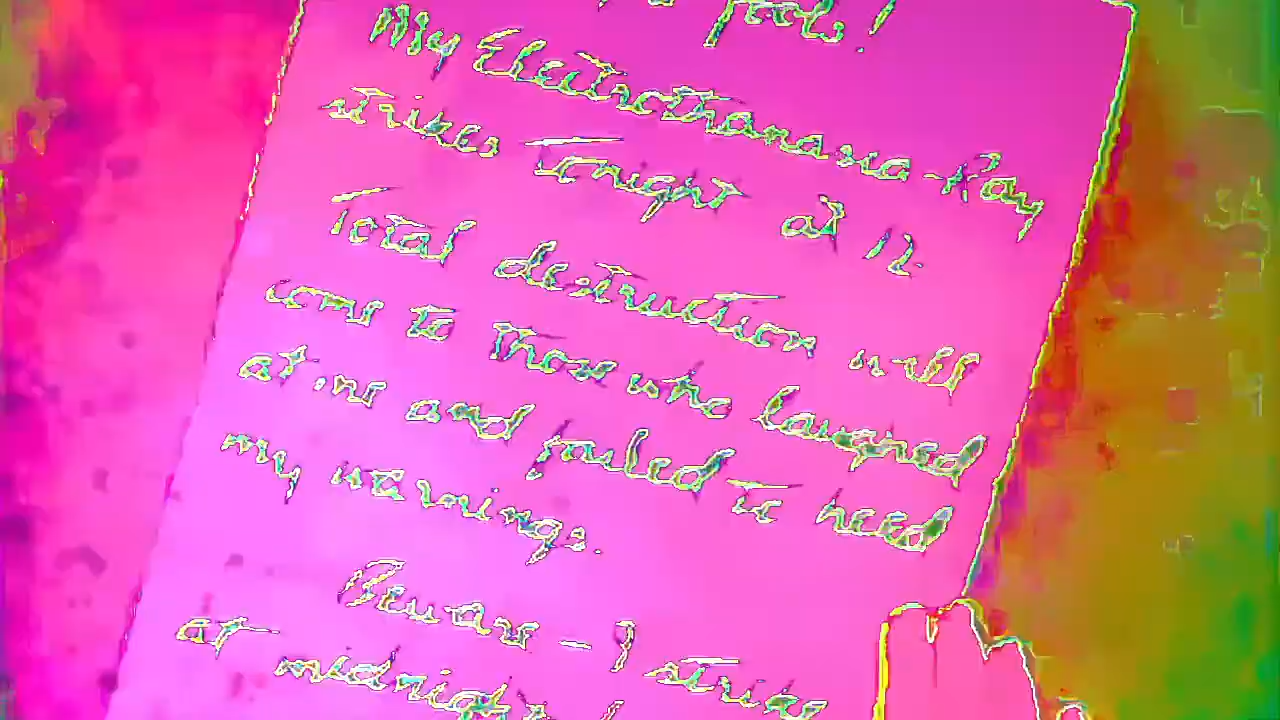 fools!
My Electrothanasia-Ray
strikes tonight at 12
Total destruction will
come to those who laughed
at me and failed to heed
my warnings.
Beware - I strike
at midnight!